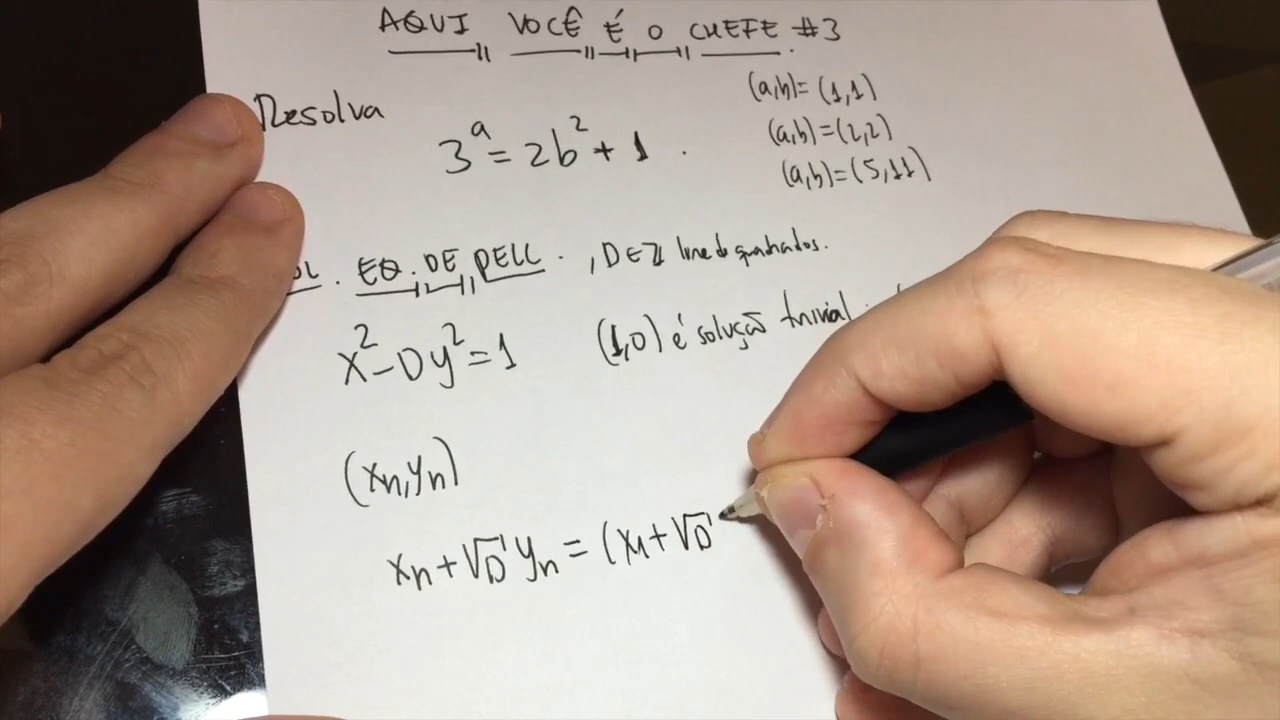 AQUI VOCÊ É O CHEFE #3
Resolva
3^a = 2b^2 + 1 .
(a,b)=(1,1)
(a,b)=(2,2)
(a,b)=(5,11)
OL. EQ. DE PELL. , D∈ℤ livre de quadrados.
x^2 - Dy^2 = 1 (1,0) é solução trivial
(xn,yn)
xn + √D yn = (x1 + √D